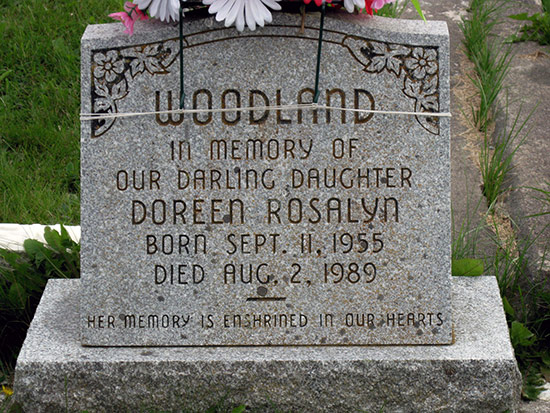 WOODLAND
IN MEMORY OF
OUR DARLING DAUGHTER
DOREEN ROSALYN
BORN SEPT. 11, 1955
DIED AUG. 2, 1989
HER MEMORY IS ENSHRINED IN OUR HEARTS